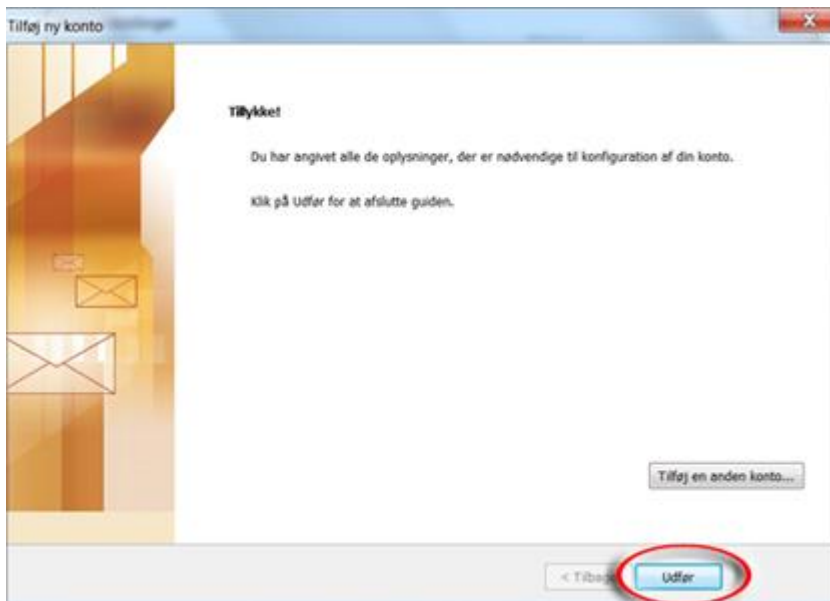 Tilføj ny konto
Tillykke!
Du har angivet alle de oplysninger, der er nødvendige til konfiguration af din konto.
Klik på Udfør for at afslutte guiden.
Tilføj en anden konto...
< Tilbage
Udfør